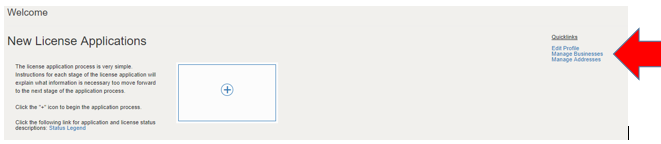 Welcome
New License Applications
The license application process is very simple.
Instructions for each stage of the license application will
explain what information is necessary too move forward
to the next stage of the application process.
Click the "+" icon to begin the application process.
Click the following link for application and license status
descriptions: Status Legend
Quicklinks
Edit Profile
Manage Businesses
Manage Addresses